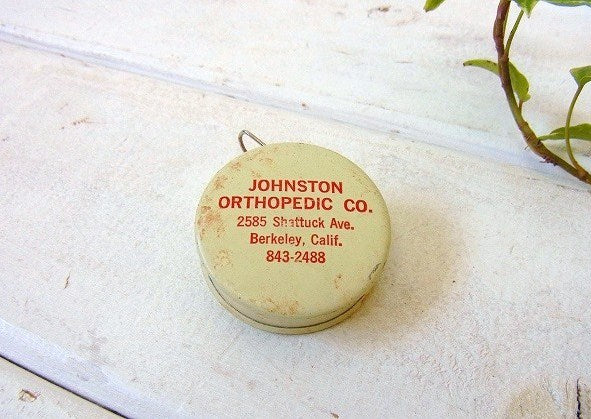 JOHNSTON
ORTHOPEDIC CO.
2585 Shattuck Ave.
Berkeley, Calif.
843-2488